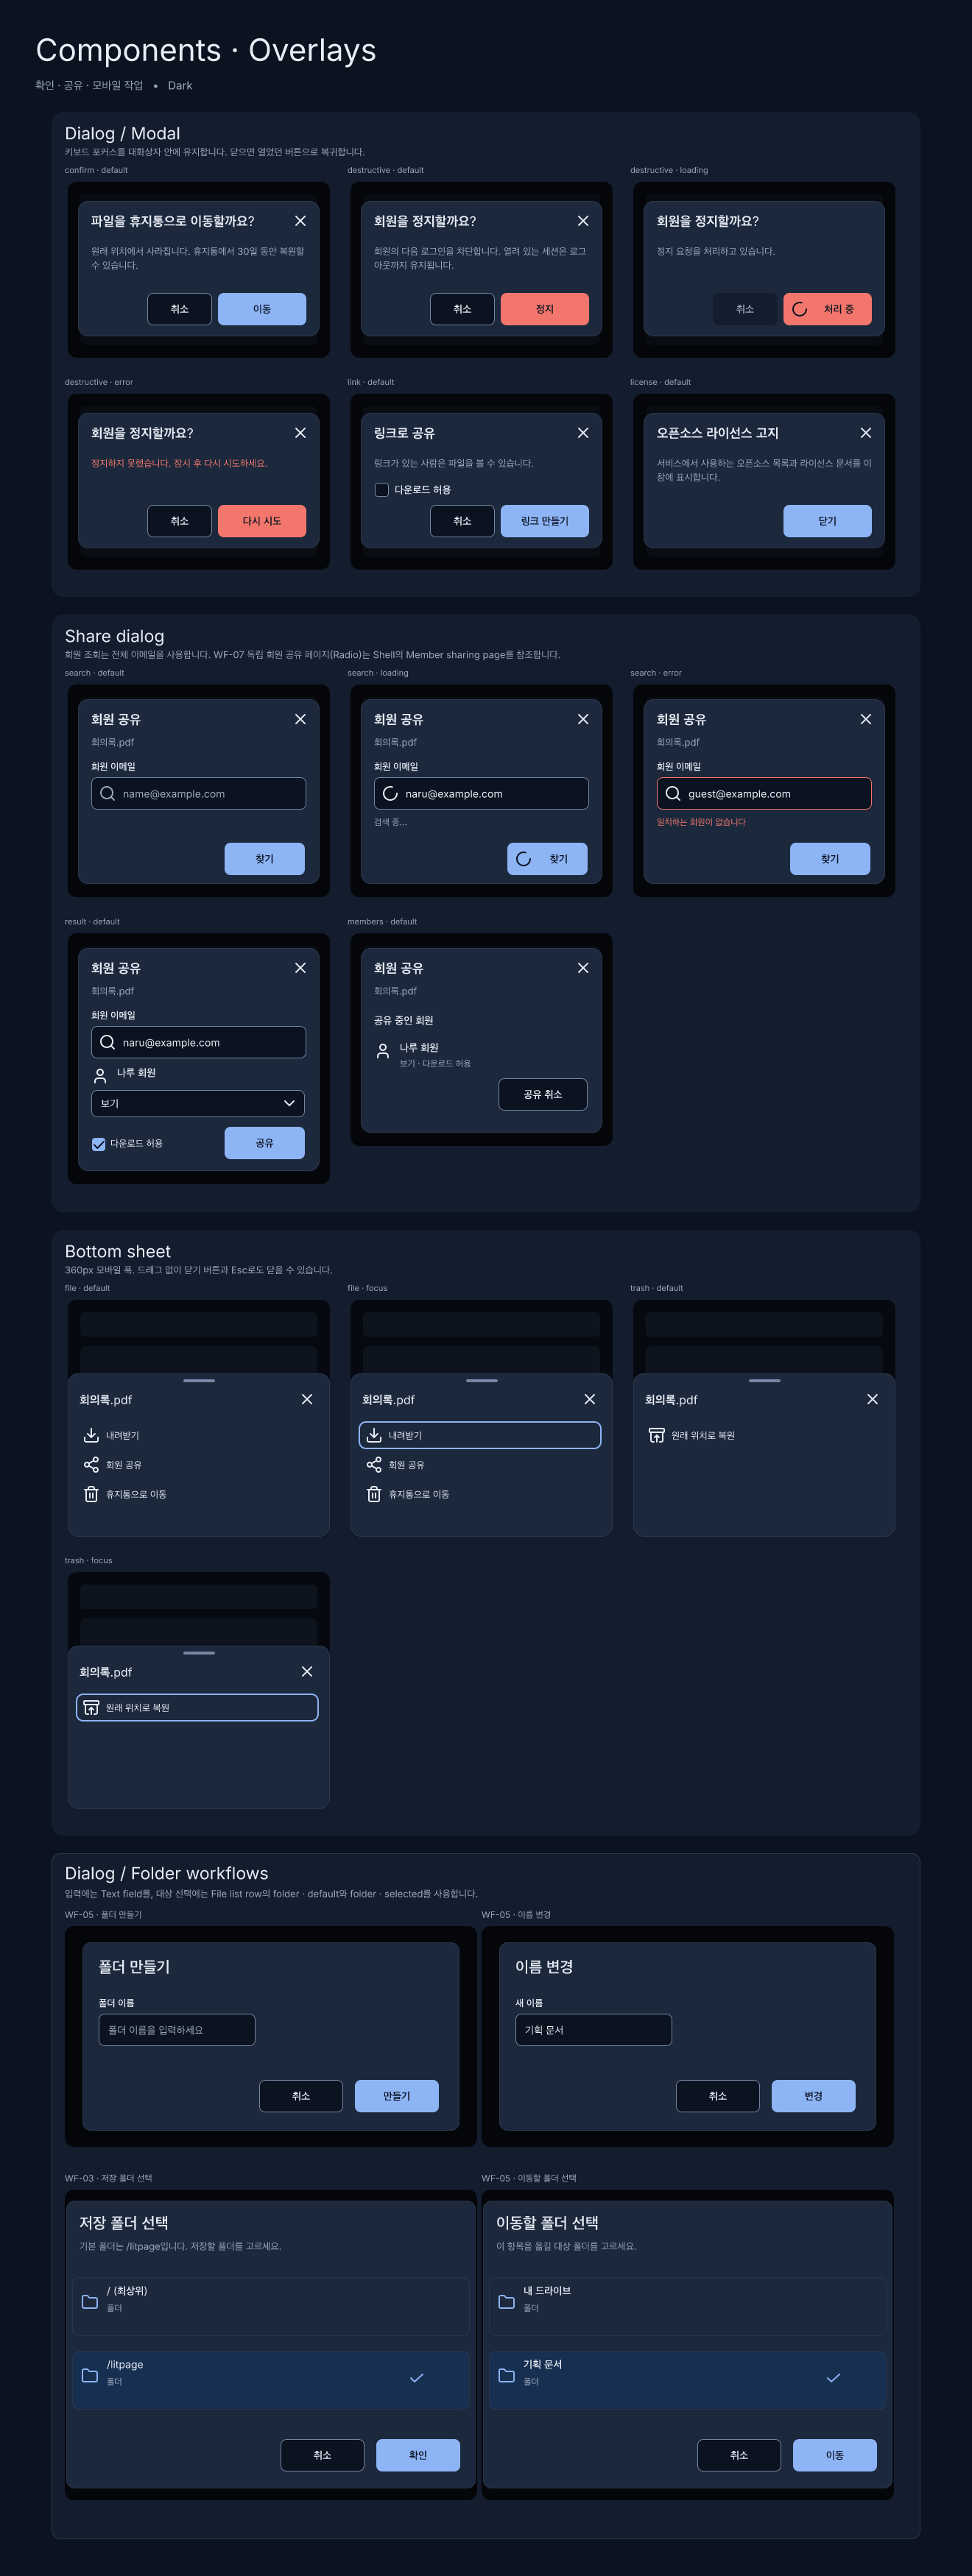 Components · Overlays
확인 · 공유 · 모바일 작업 • Dark
Dialog / Modal
키보드 포커스를 대화상자 안에 유지합니다. 닫으면 열었던 버튼으로 복귀합니다.
confirm · default
destructive · default
destructive · loading
파일을 휴지통으로 이동할까요?
원래 위치에서 사라집니다. 휴지통에서 30일 동안 복원할
수 있습니다.
취소
이동
회원을 정지할까요?
회원의 다음 로그인을 차단합니다. 열려 있는 세션은 로그
아웃까지 유지됩니다.
취소
정지
회원을 정지할까요?
정지 요청을 처리하고 있습니다.
취소
처리 중
destructive · error
link · default
license · default
회원을 정지할까요?
정지하지 못했습니다. 잠시 후 다시 시도하세요.
취소
다시 시도
링크로 공유
링크가 있는 사람은 파일을 볼 수 있습니다.
다운로드 허용
취소
링크 만들기
오픈소스 라이선스 고지
서비스에서 사용하는 오픈소스 목록과 라이선스 문서를 이
창에 표시합니다.
닫기
Share dialog
회원 조회는 전체 이메일을 사용합니다. WF-07 독립 회원 공유 페이지(Radio)는 Shell의 Member sharing page를 참조합니다.
search · default
search · loading
search · error
회원 공유
회의록.pdf
회원 이메일
name@example.com
찾기
회원 공유
회의록.pdf
회원 이메일
naru@example.com
검색 중…
찾기
회원 공유
회의록.pdf
회원 이메일
guest@example.com
일치하는 회원이 없습니다
찾기
result · default
members · default
회원 공유
회의록.pdf
회원 이메일
naru@example.com
나루 회원
보기
다운로드 허용
공유
회원 공유
회의록.pdf
공유 중인 회원
나루 회원
보기 · 다운로드 허용
공유 취소
Bottom sheet
360px 모바일 폭. 드래그 없이 닫기 버튼과 Esc로도 닫을 수 있습니다.
file · default
file · focus
trash · default
회의록.pdf
내려받기
회원 공유
휴지통으로 이동
회의록.pdf
내려받기
회원 공유
휴지통으로 이동
회의록.pdf
원래 위치로 복원
trash · focus
회의록.pdf
원래 위치로 복원
Dialog / Folder workflows
입력에는 Text field를, 대상 선택에는 File list row의 folder · default와 folder · selected를 사용합니다.
WF-05 · 폴더 만들기
WF-05 · 이름 변경
폴더 만들기
폴더 이름
폴더 이름을 입력하세요
취소
만들기
이름 변경
새 이름
기획 문서
취소
변경
WF-03 · 저장 폴더 선택
WF-05 · 이동할 폴더 선택
저장 폴더 선택
기본 폴더는 /litpage입니다. 저장할 폴더를 고르세요.
/ (최상위)
폴더
/litpage
폴더
취소
확인
이동할 폴더 선택
이 항목을 옮길 대상 폴더를 고르세요.
내 드라이브
폴더
기획 문서
폴더
취소
이동